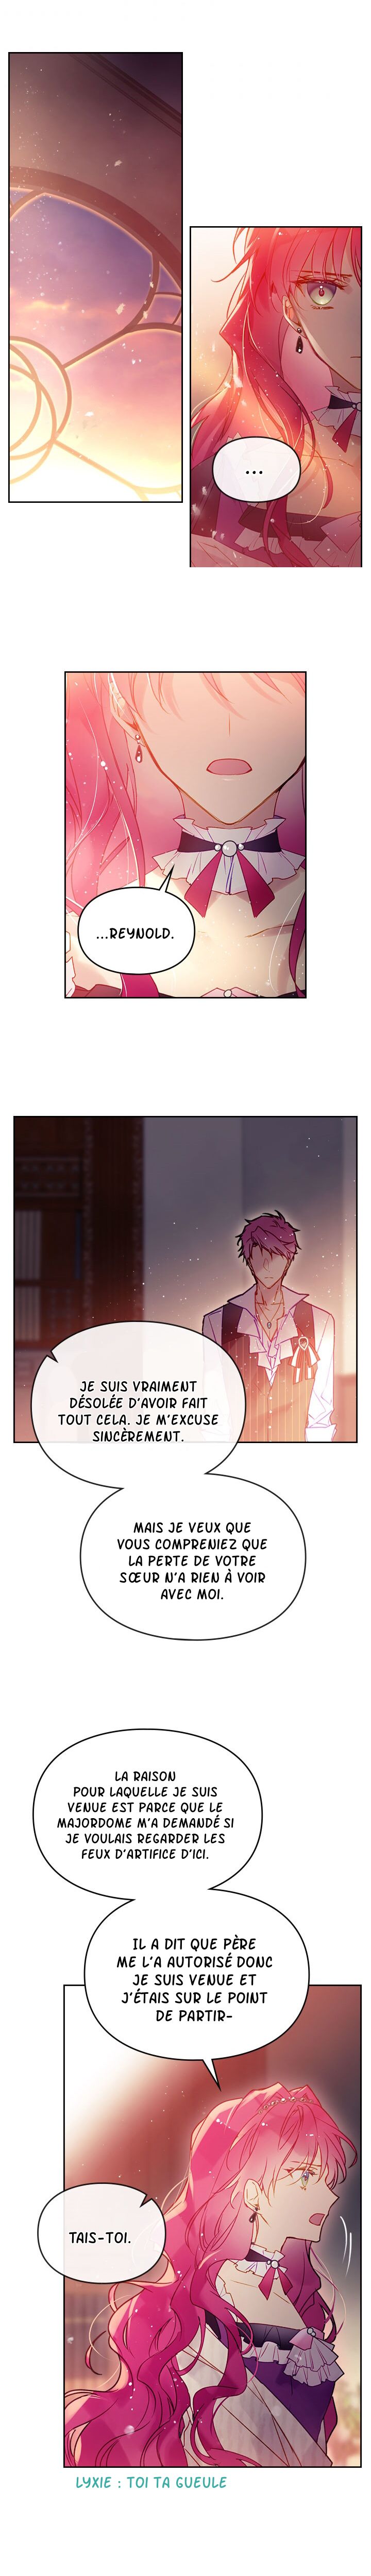 ...
...REYNOLD.
JE SUIS VRAIMENT
DÉSOLÉE D'AVOIR FAIT
TOUT CELA. JE M'EXCUSE
SINCÈREMENT.
MAIS JE VEUX QUE
VOUS COMPRENIEZ QUE
LA PERTE DE VOTRE
SŒUR N'A RIEN À VOIR
AVEC MOI.
LA RAISON
POUR LAQUELLE JE SUIS
VENUE EST PARCE QUE LE
MAJORDOME M'A DEMANDÉ SI
JE VOULAIS REGARDER LES
FEUX D'ARTIFICE D'ICI.
IL A DIT QUE PÈRE
ME L'A AUTORISÉ DONC
JE SUIS VENUE ET
J'ÉTAIS SUR LE POINT
DE PARTIR-
TAIS-TOI.
LYXIE : TOI TA GUEULE